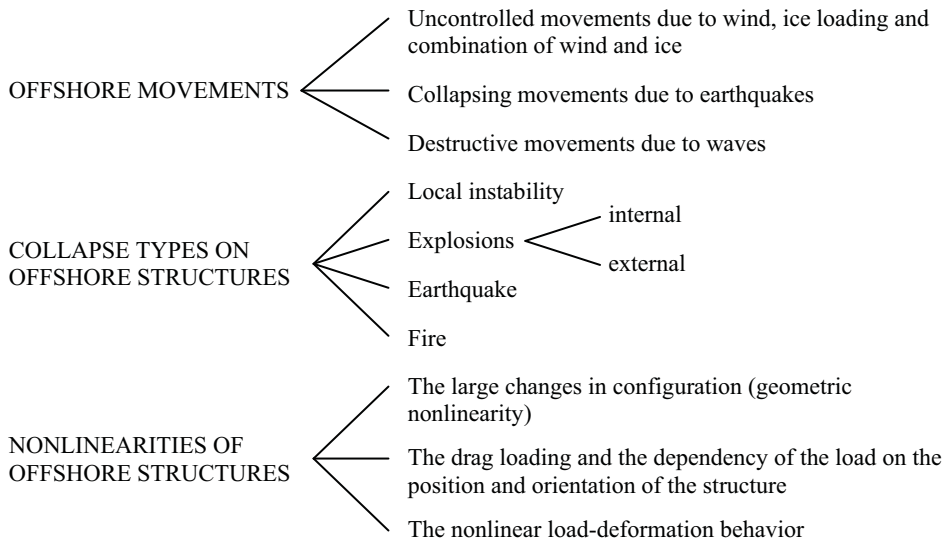 OFFSHORE MOVEMENTS
Uncontrolled movements due to wind, ice loading and
combination of wind and ice
Collapsing movements due to earthquakes
Destructive movements due to waves
COLLAPSE TYPES ON
OFFSHORE STRUCTURES
Local instability
Explosions
internal
external
Earthquake
Fire
NONLINEARITIES OF
OFFSHORE STRUCTURES
The large changes in configuration (geometric
nonlinearity)
The drag loading and the dependency of the load on the
position and orientation of the structure
The nonlinear load-deformation behavior